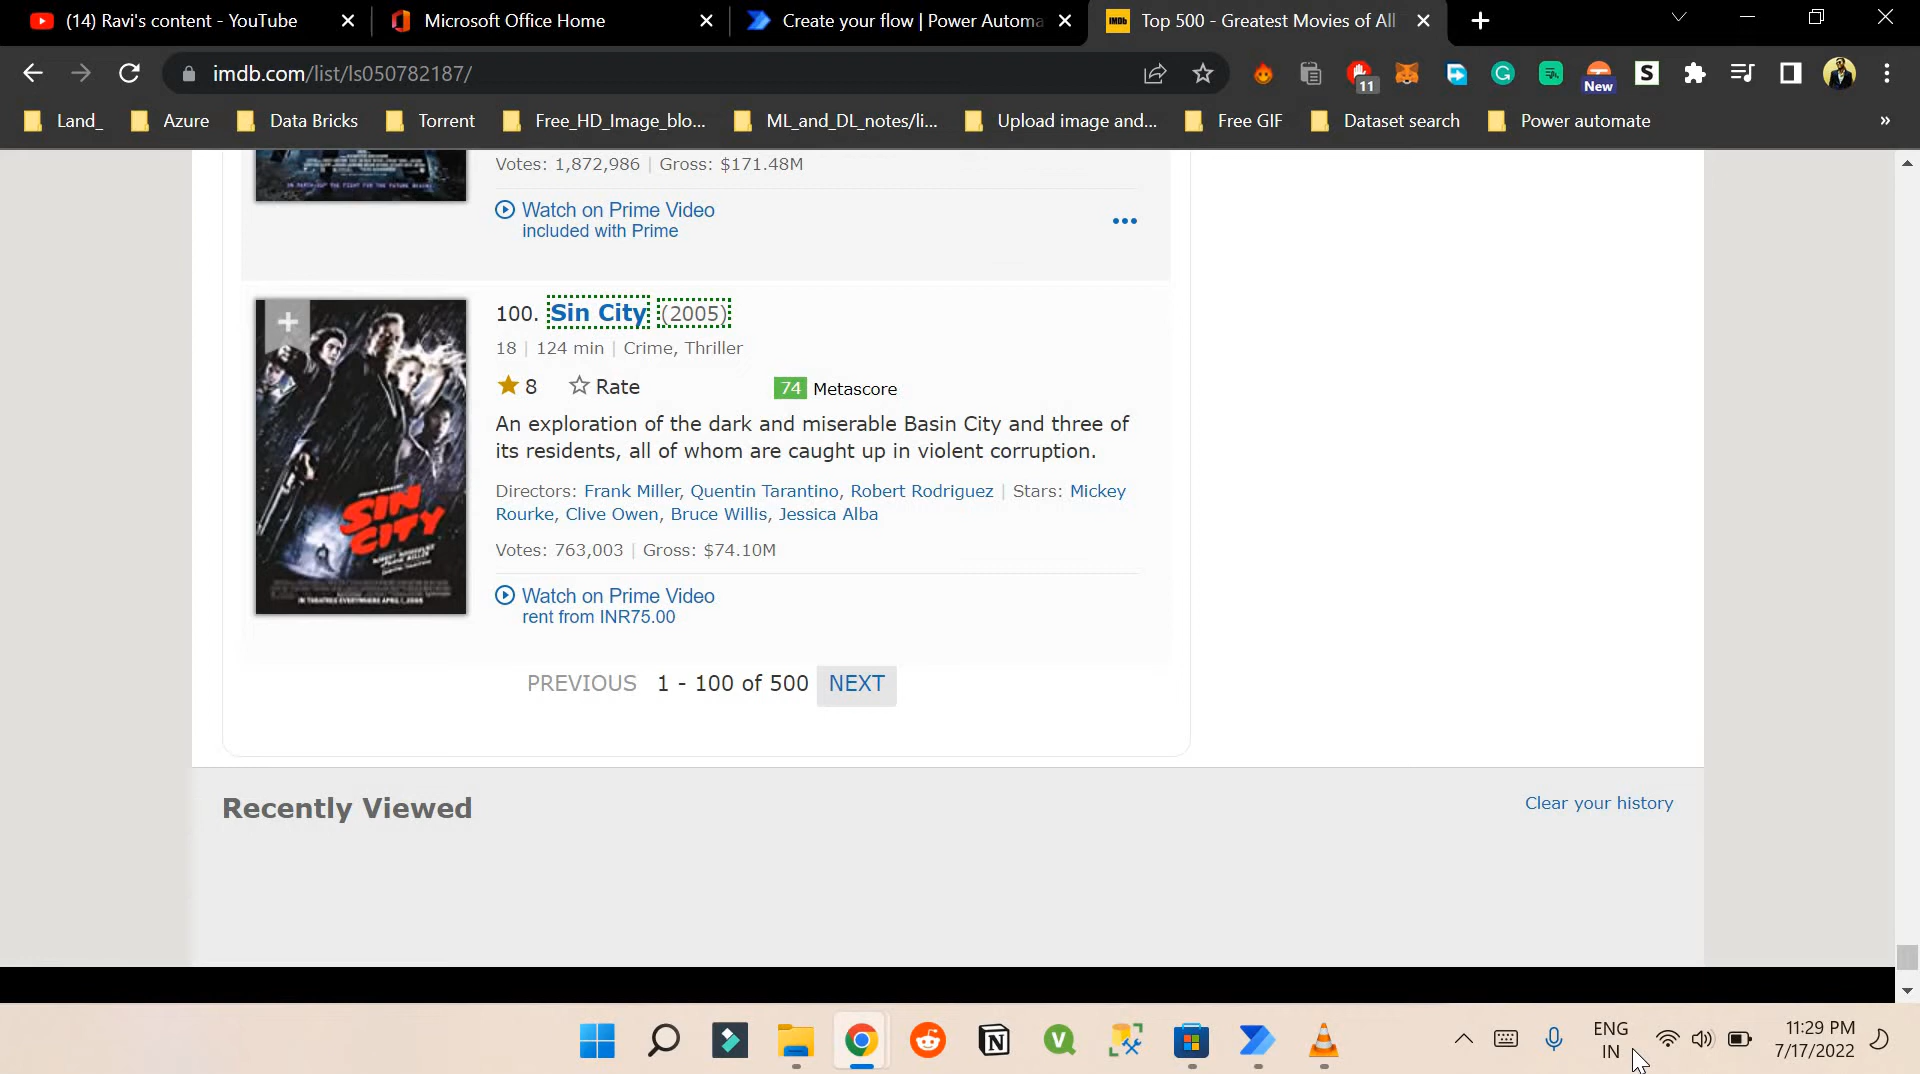 (14) Ravi's content - YouTube
Microsoft Office Home
Create your flow | Power Automa
IMDb Top 500 - Greatest Movies of All
imdb.com/list/ls050782187/
11
New
Land_
Azure
Data Bricks
Torrent
Free_HD_Image_blo...
ML_and_DL_notes/li...
Upload image and...
Free GIF
Dataset search
Power automate
»
Votes: 1,872,986 | Gross: $171.48M
Watch on Prime Video
included with Prime
100. Sin City (2005)
18 | 124 min | Crime, Thriller
8 Rate 74 Metascore
An exploration of the dark and miserable Basin City and three of
its residents, all of whom are caught up in violent corruption.
Directors: Frank Miller, Quentin Tarantino, Robert Rodriguez | Stars: Mickey
Rourke, Clive Owen, Bruce Willis, Jessica Alba
Votes: 763,003 | Gross: $74.10M
SIN
CITY
Watch on Prime Video
rent from INR75.00
PREVIOUS 1 - 100 of 500 NEXT
Recently Viewed
Clear your history
ENG
IN
11:29 PM
7/17/2022